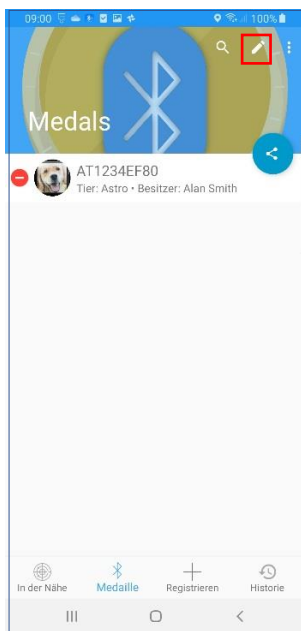 09:00 100%
Medals
AT1234EF80
Tier: Astro • Besitzer: Alan Smith
In der Nähe Medaille Registrieren Historie